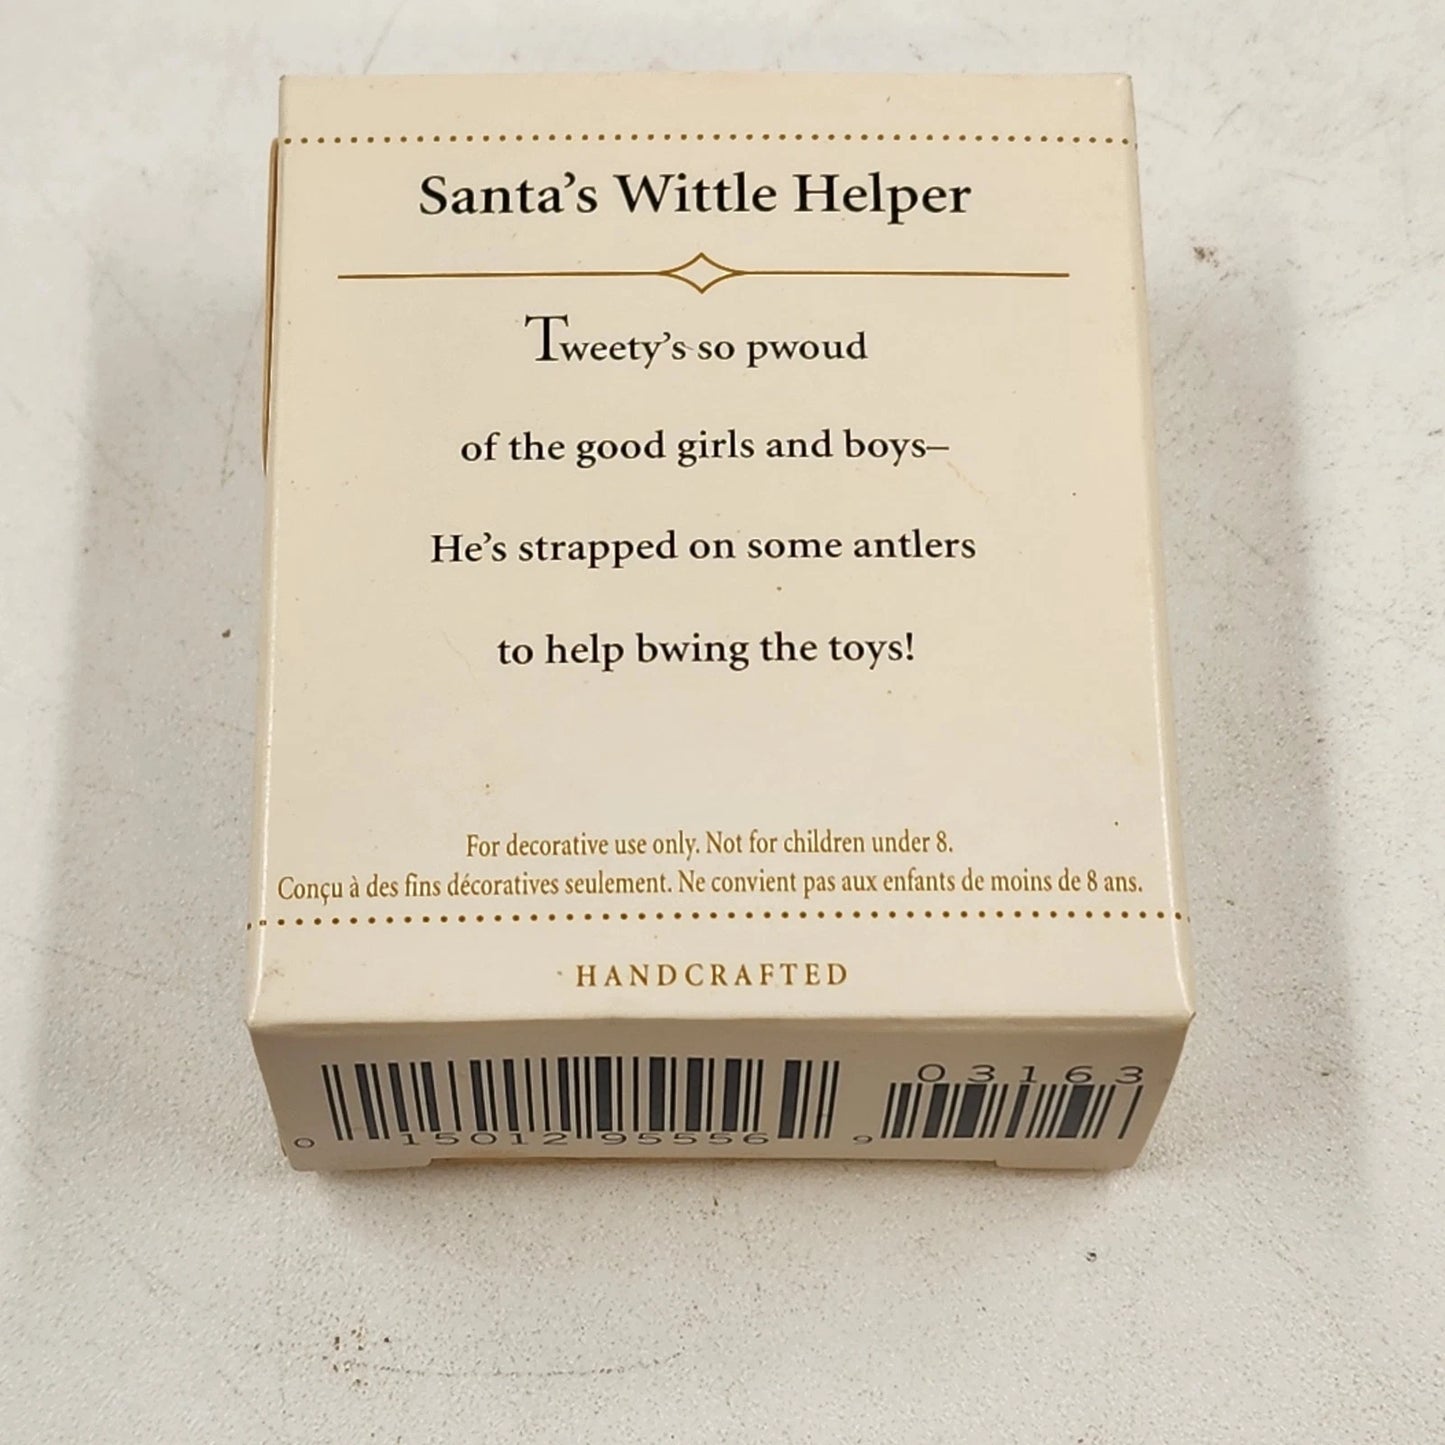 Santa's Wittle Helper
Tweety's so pwoud
of the good girls and boys–
He's strapped on some antlers
to help bwing the toys!
For decorative use only. Not for children under 8.
Conçu à des fins décoratives seulement. Ne convient pas aux enfants de moins de 8 ans.
HANDCRAFTED
03163
0 15012 95556 9